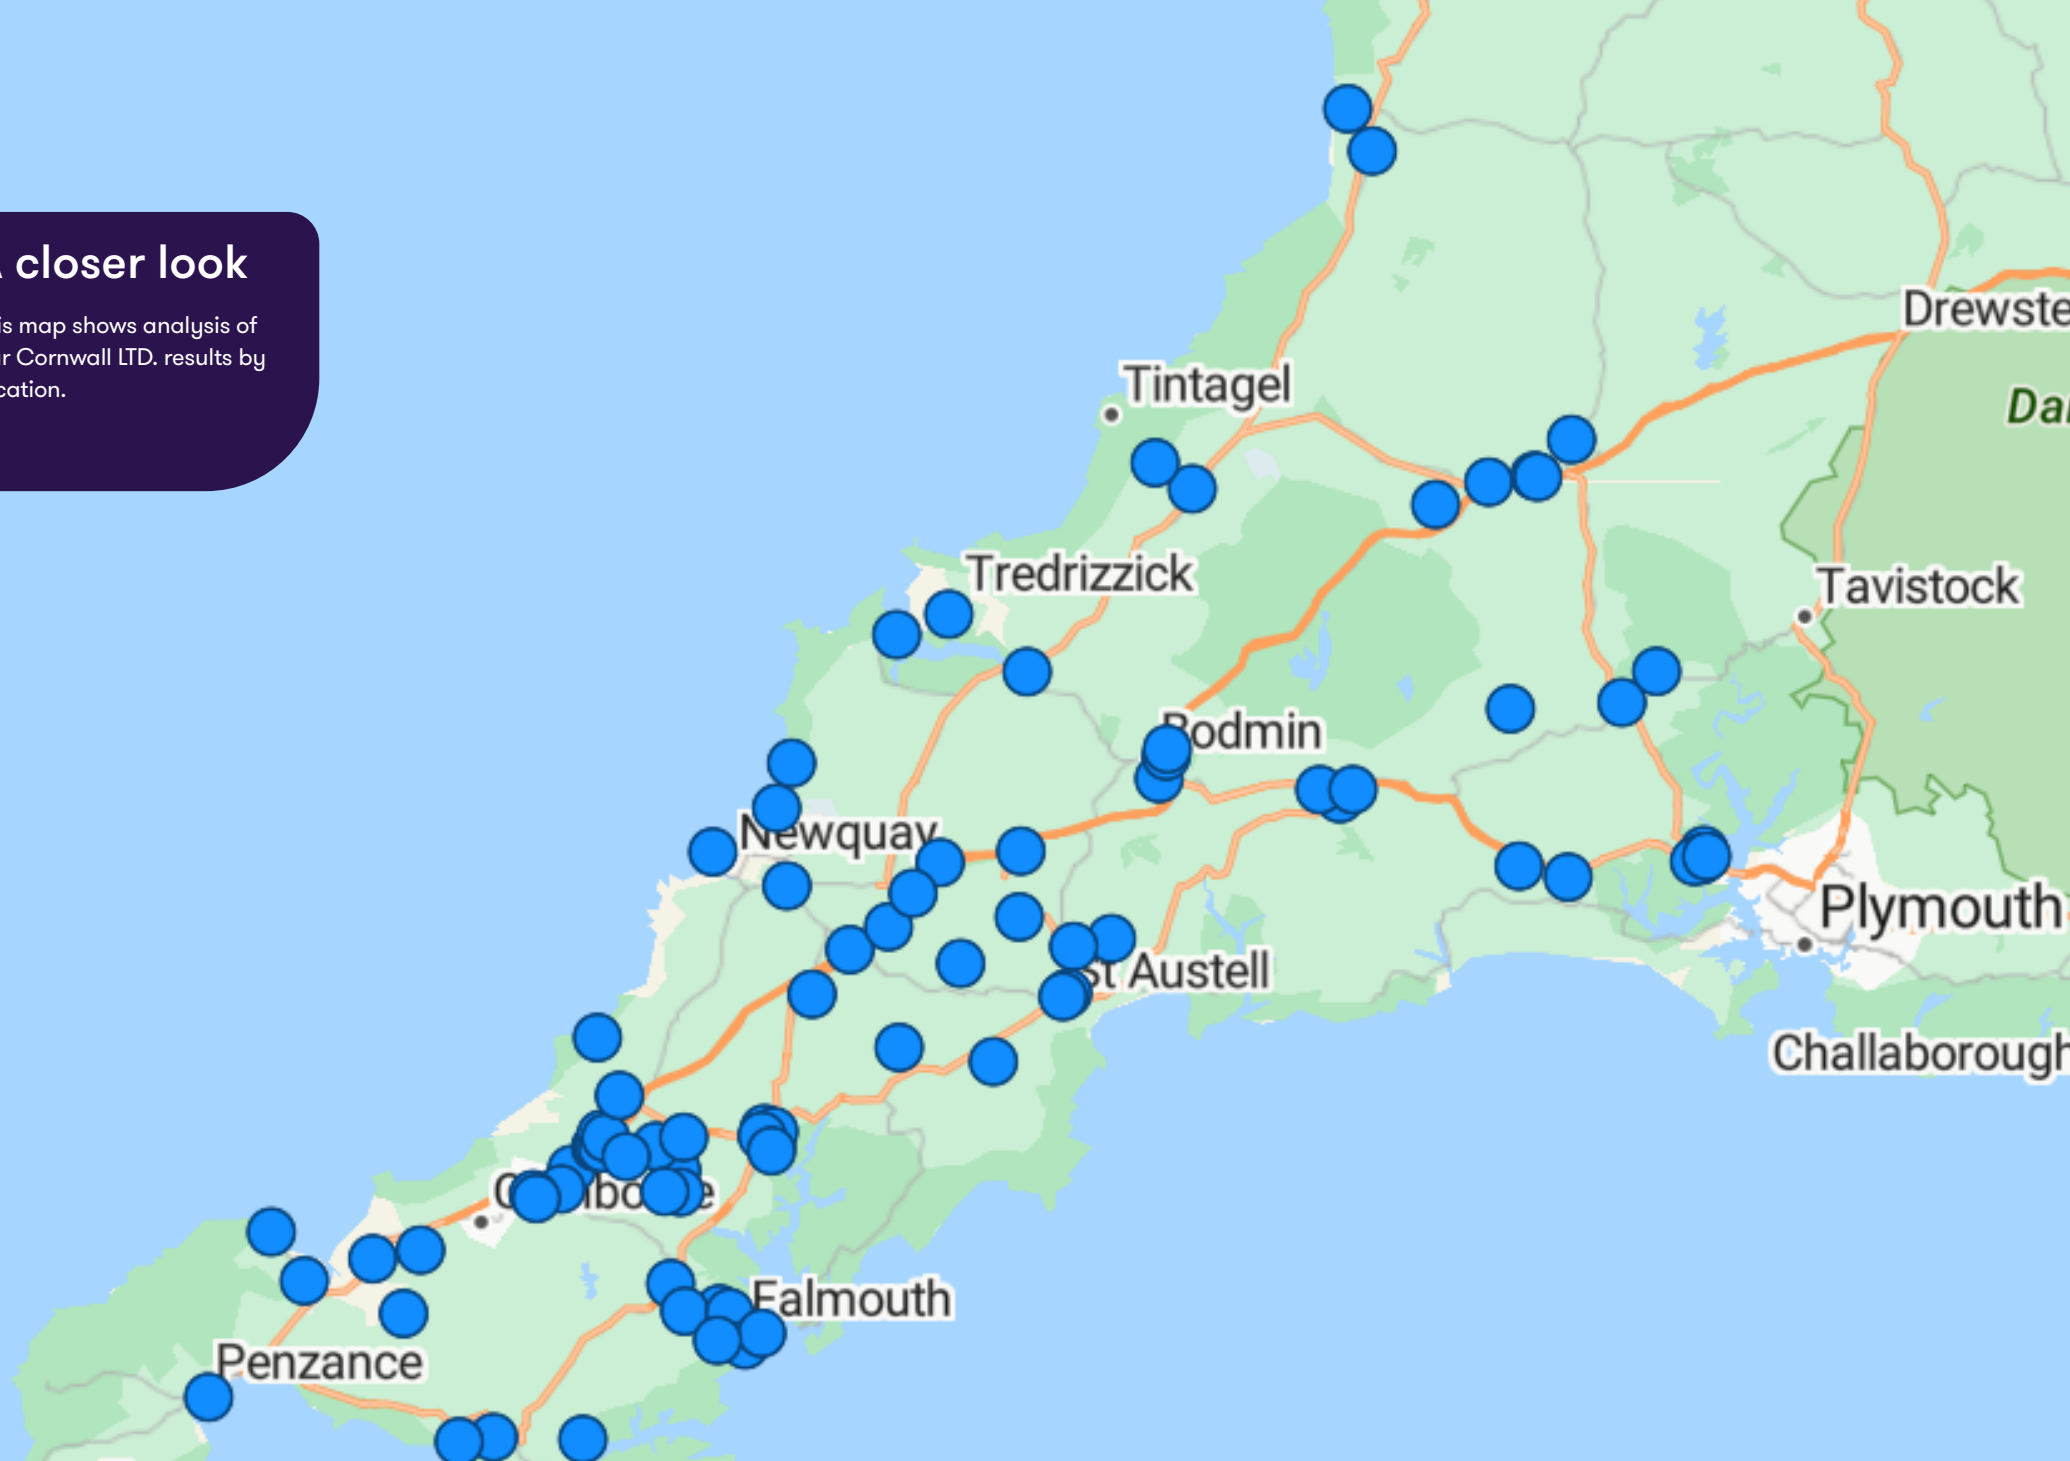 closer look
is map shows analysis of
r Cornwall LTD. results by
cation.
Tintagel
Drewste
Da
Tredrizzick
Tavistock
Bodmin
Newquay
Plymouth
St Austell
Challaborough
Falmouth
Penzance